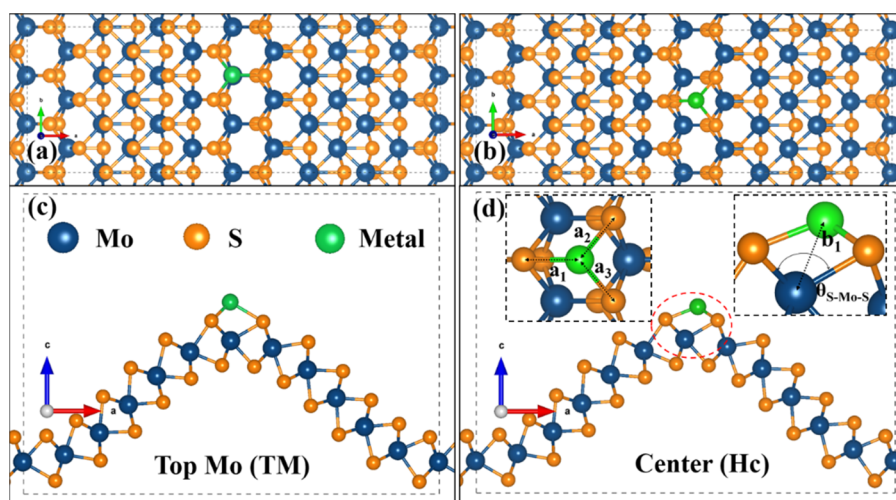 b
a
(a)
b
a
(b)
(c)
Mo
S
Metal
c
a
Top Mo (TM)
(d)
a₂
a₁
a₃
b₁
θS-Mo-S
c
a
Center (Hc)